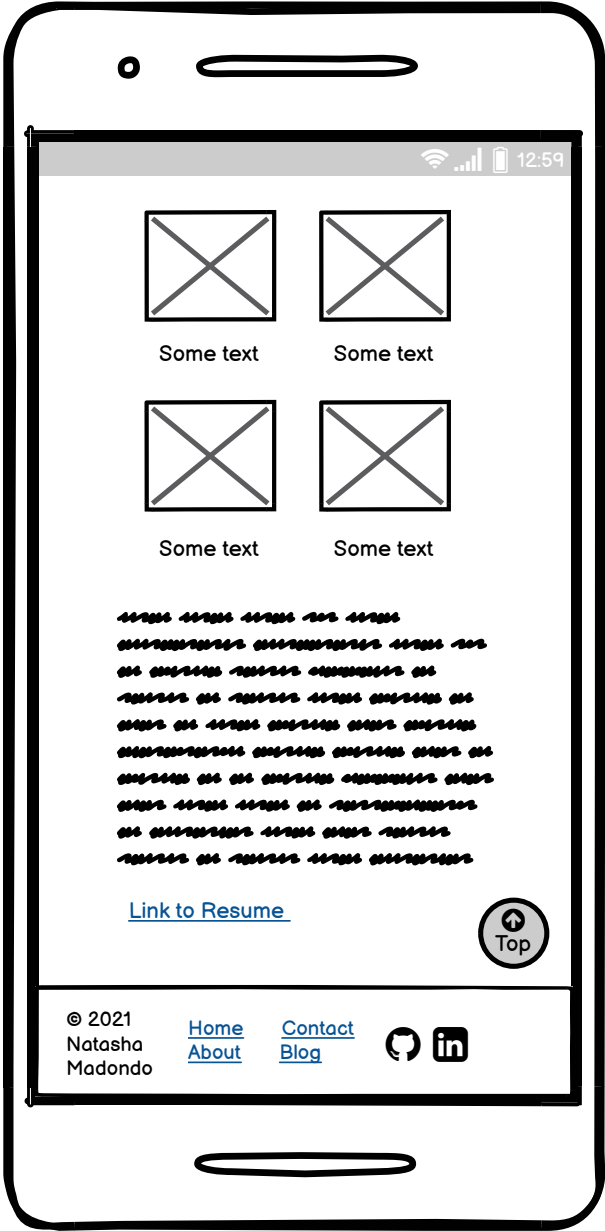 12:59
Some text Some text
Some text Some text
Link to Resume
Top
© 2021
Natasha
Madondo
Home Contact
About Blog
in